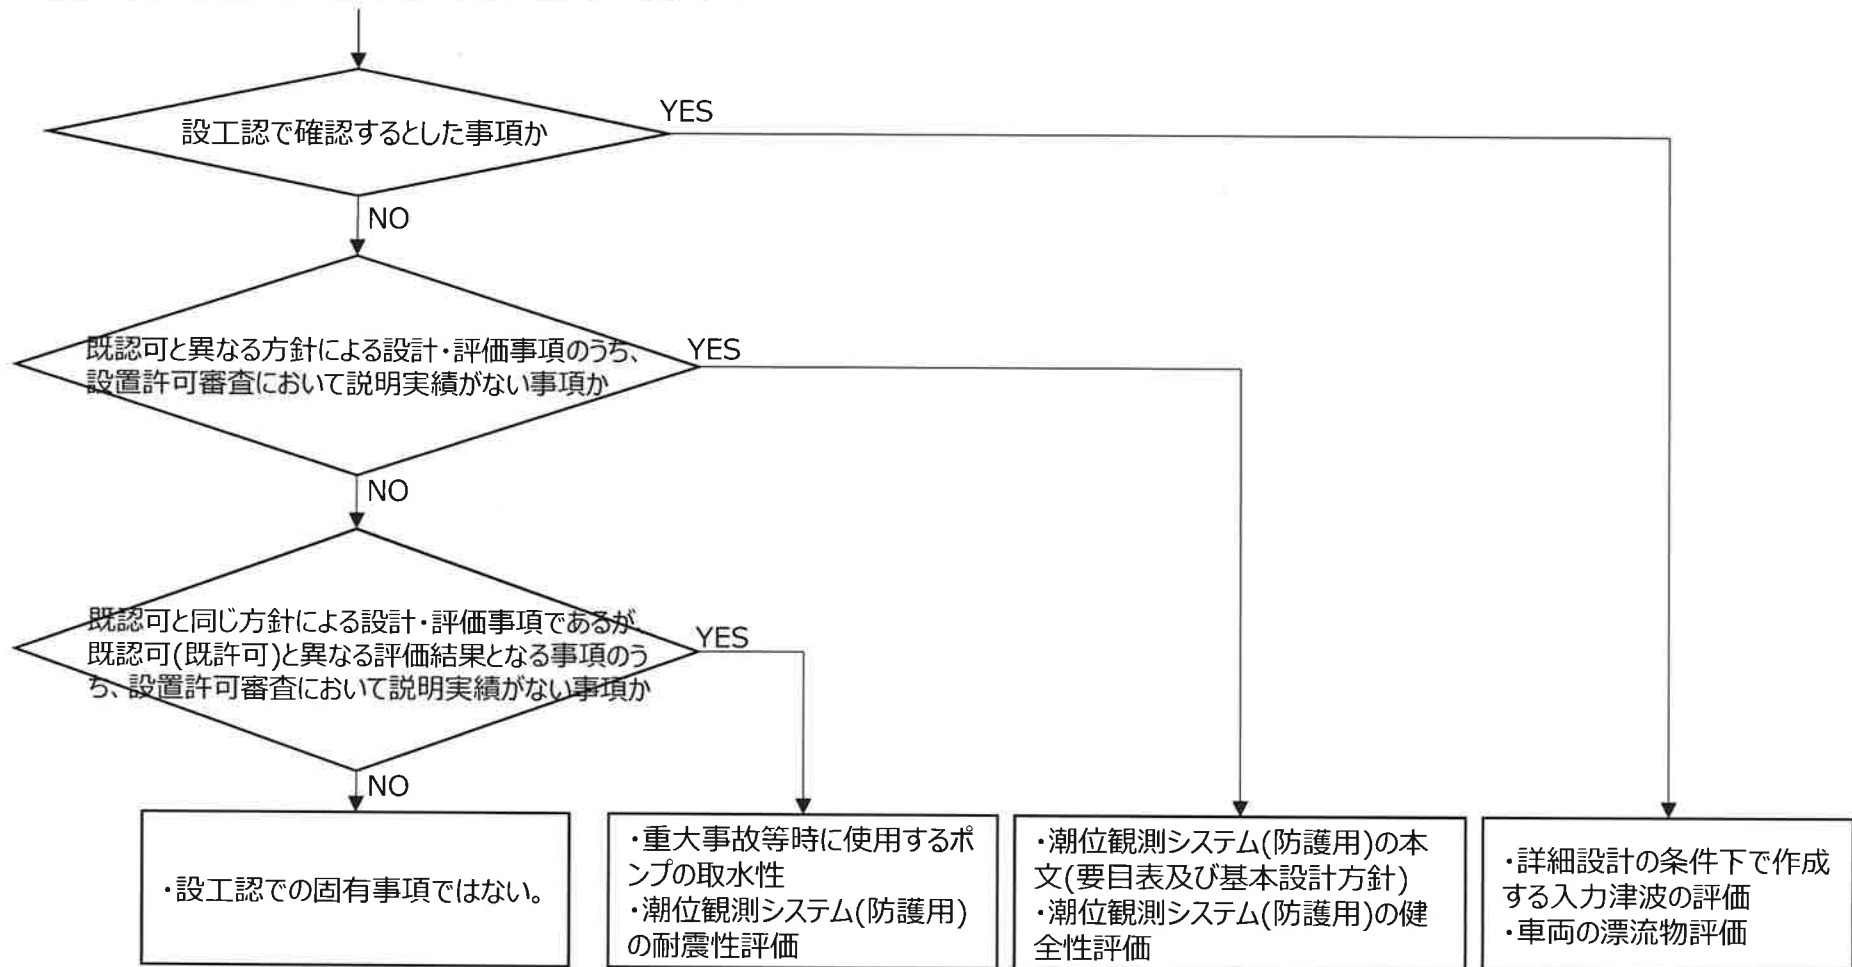 設工認で確認するとした事項か
YES
NO
既認可と異なる方針による設計・評価事項のうち、
設置許可審査において説明実績がない事項か
YES
NO
既認可と同じ方針による設計・評価事項であるが、
既認可(既許可)と異なる評価結果となる事項のう
ち、設置許可審査において説明実績がない事項か
YES
NO
・設工認での固有事項ではない。
・重大事故等時に使用するポ
ンプの取水性
・潮位観測システム(防護用)
の耐震性評価
・潮位観測システム(防護用)の本
文(要目表及び基本設計方針)
・潮位観測システム(防護用)の健
全性評価
・詳細設計の条件下で作成
する入力津波の評価
・車両の漂流物評価